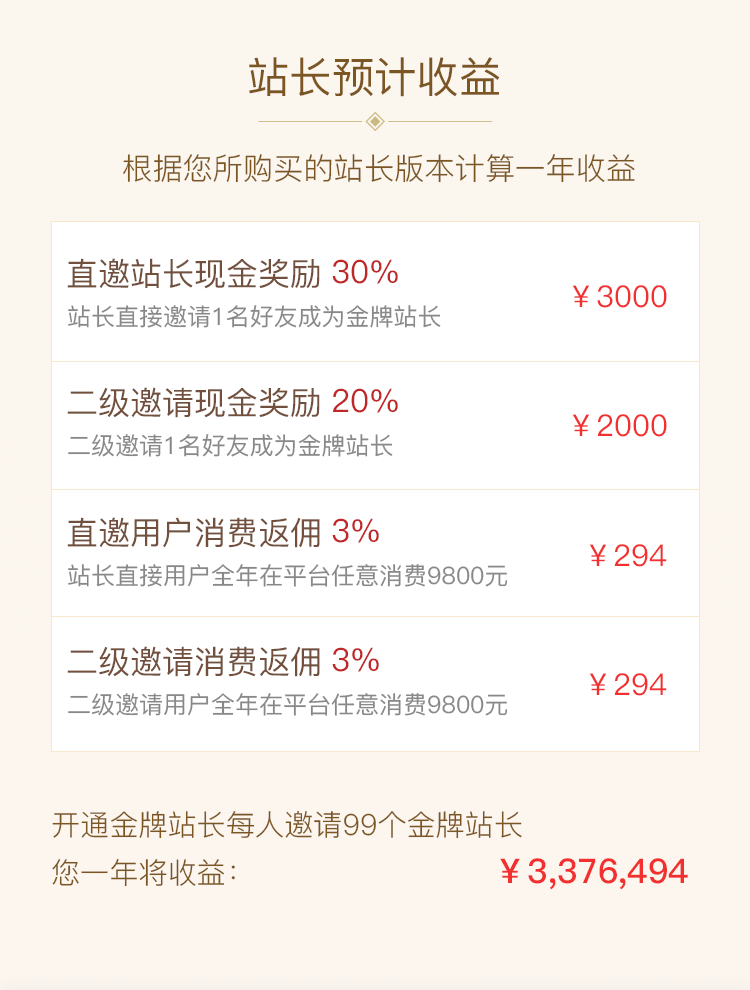 站长预计收益
根据您所购买的站长版本计算一年收益
直邀站长现金奖励 30%
站长直接邀请1名好友成为金牌站长
¥3000
二级邀请现金奖励 20%
二级邀请1名好友成为金牌站长
¥2000
直邀用户消费返佣 3%
站长直接用户全年在平台任意消费9800元
¥294
二级邀请消费返佣 3%
二级邀请用户全年在平台任意消费9800元
¥294
开通金牌站长每人邀请99个金牌站长
您一年将收益：
¥3,376,494